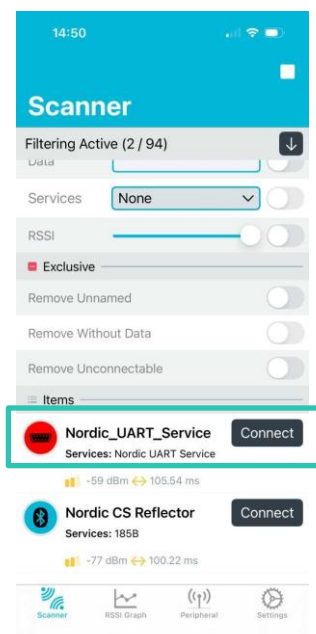 14:50
Scanner
Filtering Active (2 / 94)
Data
Services None
RSSI
Exclusive
Remove Unnamed
Remove Without Data
Remove Unconnectable
Items
Nordic_UART_Service Connect
Services: Nordic UART Service
-59 dBm 105.54 ms
Nordic CS Reflector Connect
Services: 185B
-77 dBm 100.22 ms
Scanner RSSI Graph Peripheral Settings